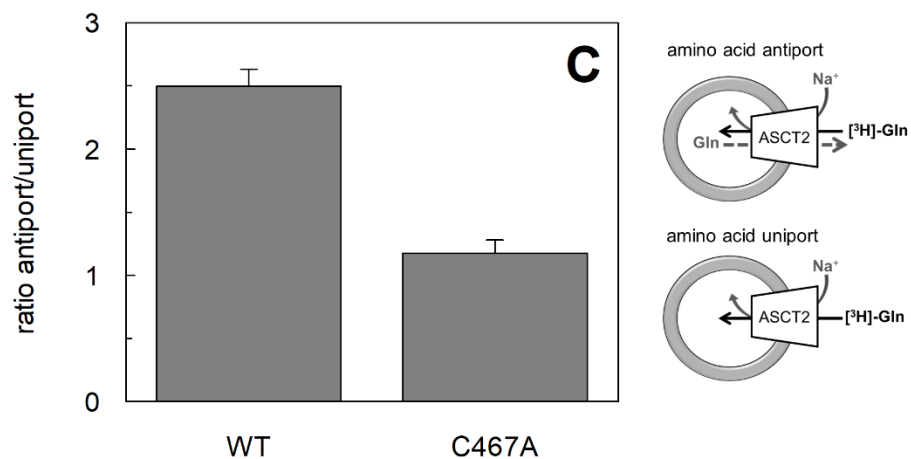 3
2
1
0
ratio antiport/uniport
WT
C467A
C
amino acid antiport
Na⁺
Gln
ASCT2
[³H]-Gln
amino acid uniport
Na⁺
ASCT2
[³H]-Gln